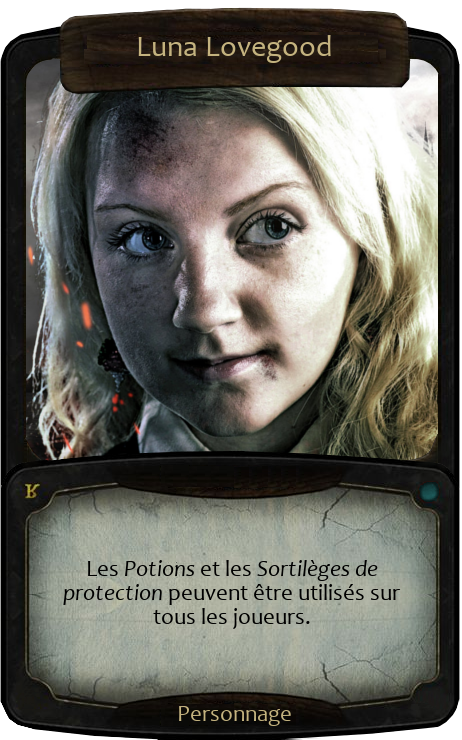 Luna Lovegood
Les Potions et les Sortilèges de
protection peuvent être utilisés sur
tous les joueurs.
Personnage